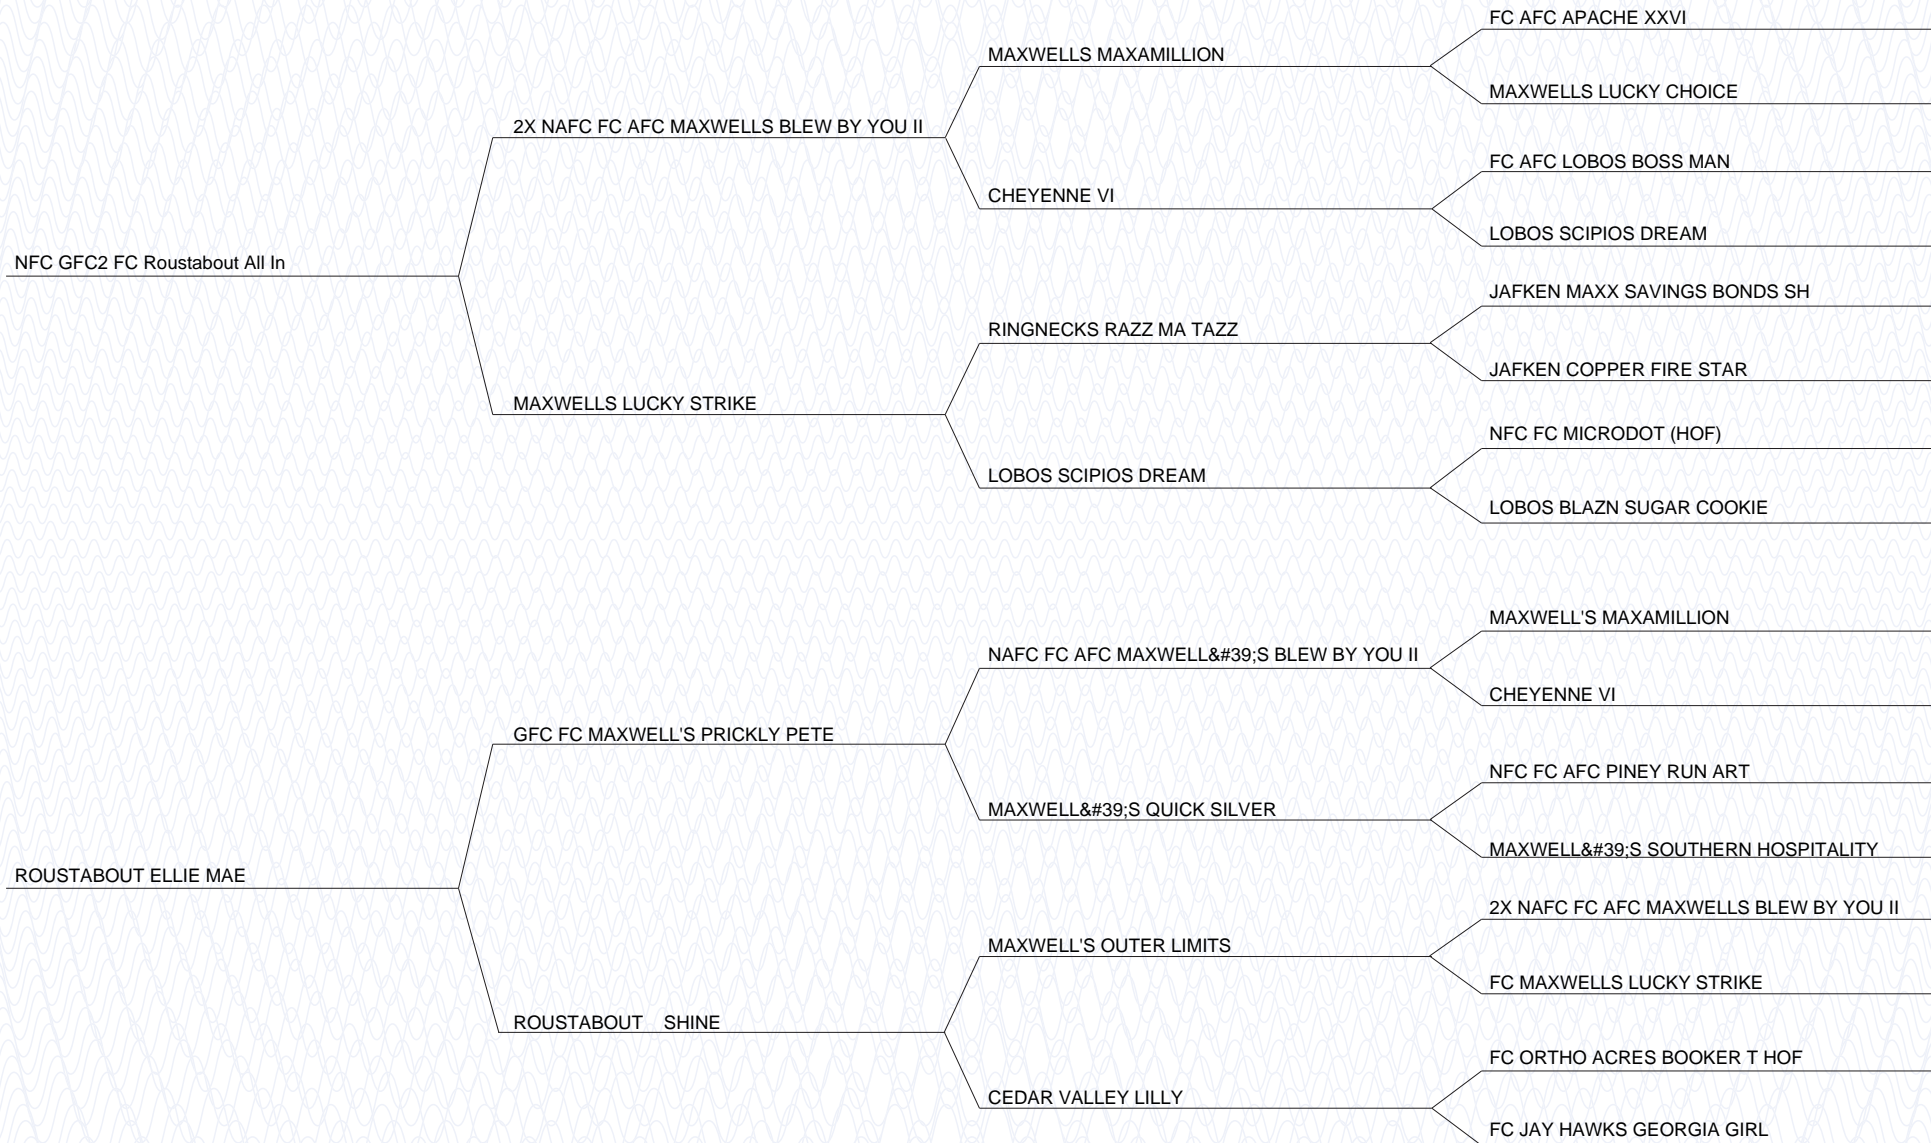 FC AFC APACHE XXVI
MAXWELLS MAXAMILLION
MAXWELLS LUCKY CHOICE
2X NAFC FC AFC MAXWELLS BLEW BY YOU II
FC AFC LOBOS BOSS MAN
CHEYENNE VI
LOBOS SCIPIOS DREAM
NFC GFC2 FC Roustabout All In
JAFKEN MAXX SAVINGS BONDS SH
RINGNECKS RAZZ MA TAZZ
JAFKEN COPPER FIRE STAR
MAXWELLS LUCKY STRIKE
NFC FC MICRODOT (HOF)
LOBOS SCIPIOS DREAM
LOBOS BLAZN SUGAR COOKIE
MAXWELL'S MAXAMILLION
NAFC FC AFC MAXWELL&#39;S BLEW BY YOU II
CHEYENNE VI
GFC FC MAXWELL'S PRICKLY PETE
NFC FC AFC PINEY RUN ART
MAXWELL&#39;S QUICK SILVER
MAXWELL&#39;S SOUTHERN HOSPITALITY
ROUSTABOUT ELLIE MAE
2X NAFC FC AFC MAXWELLS BLEW BY YOU II
MAXWELL'S OUTER LIMITS
FC MAXWELLS LUCKY STRIKE
ROUSTABOUT SHINE
FC ORTHO ACRES BOOKER T HOF
CEDAR VALLEY LILLY
FC JAY HAWKS GEORGIA GIRL